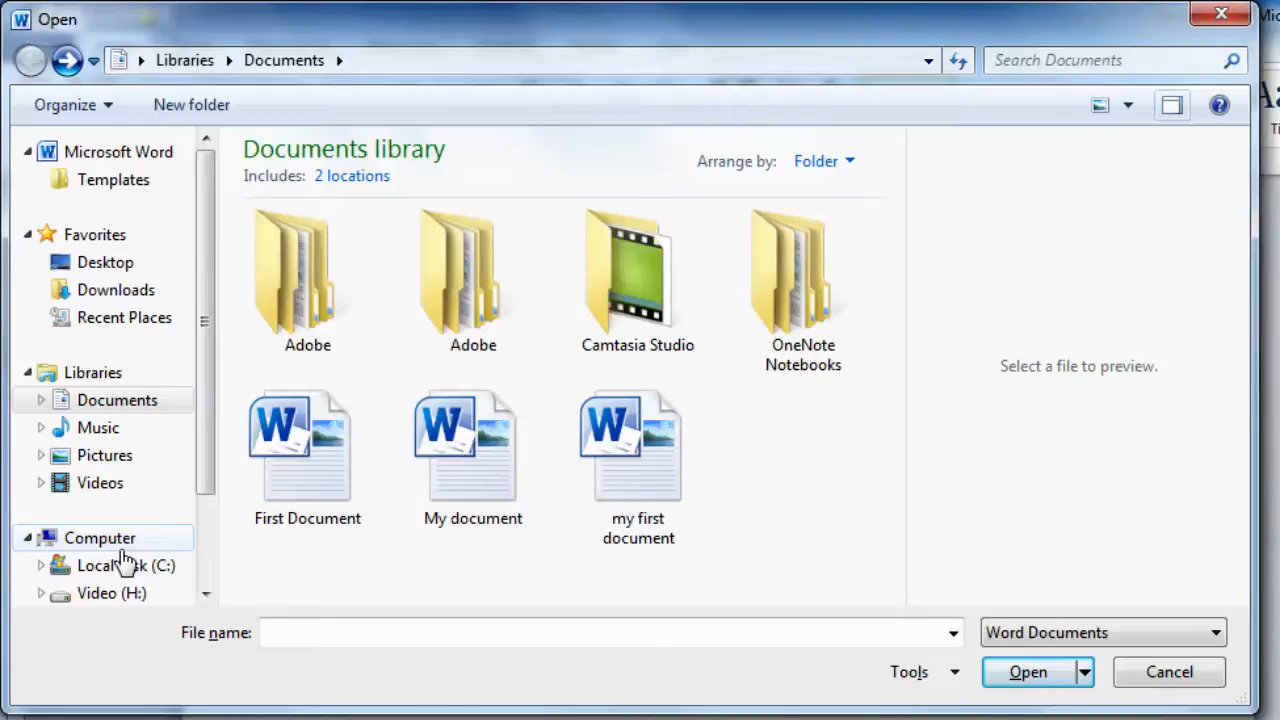 Open
Mic
Libraries
Documents
Search Documents
Organize
New folder
Microsoft Word
Templates
Favorites
Desktop
Downloads
Recent Places
Libraries
Documents
Music
Pictures
Videos
Computer
(C:)
Video (H:)
Documents library
Includes: 2 locations
Arrange by: Folder
Adobe
Adobe
Camtasia Studio
OneNote
Notebooks
First Document
My document
my first
document
Select a file to preview.
File name:
Word Documents
Tools
Open
Cancel